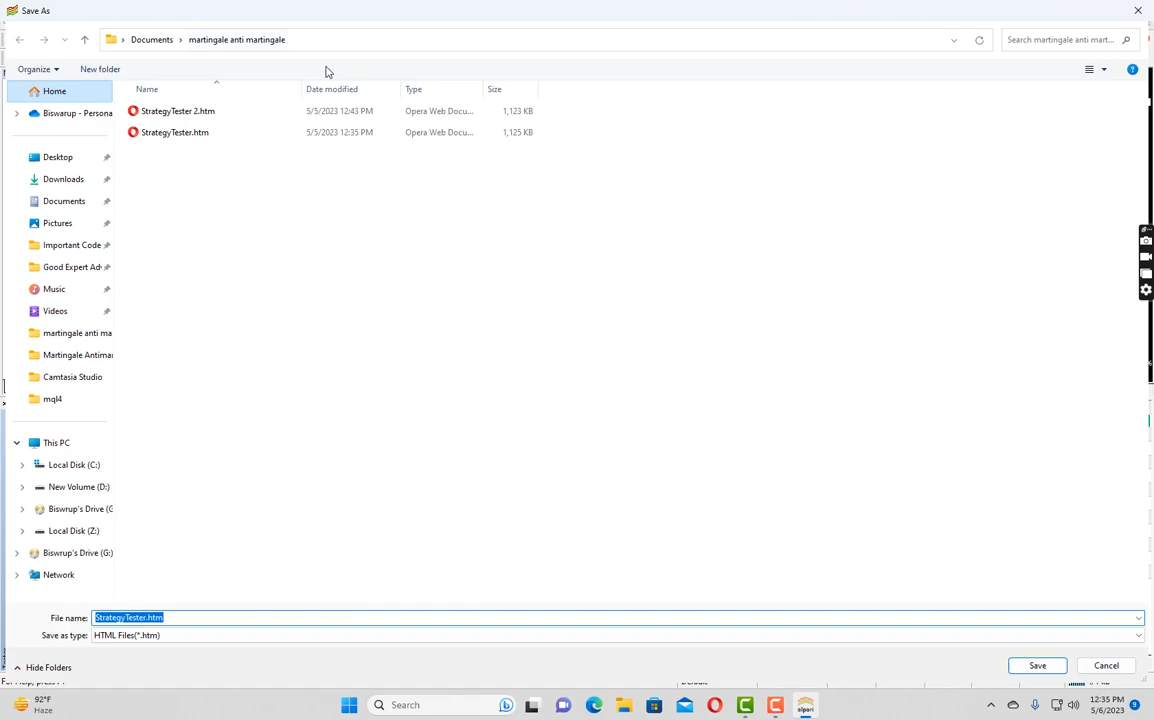 Save As
Documents
martingale anti martingale
Search martingale anti mart...
Organize
New folder
Name
Date modified
Type
Size
StrategyTester 2.htm
5/5/2023 12:43 PM
Opera Web Docu...
1,123 KB
StrategyTester.htm
5/5/2023 12:35 PM
Opera Web Docu...
1,125 KB
Home
Biswarup - Persona
Desktop
Downloads
Documents
Pictures
Important Code
Good Expert Adv
Music
Videos
martingale anti ma
Martingale Antimar
Camtasia Studio
mql4
This PC
Local Disk (C:)
New Volume (D:)
Biswrup's Drive (G
Local Disk (Z:)
Biswrup's Drive (G:)
Network
File name:
StrategyTester.htm
Save as type:
HTML Files(*.htm)
Hide Folders
Save
Cancel
92°F
Haze
Search
alpari
12:35 PM
5/6/2023
9